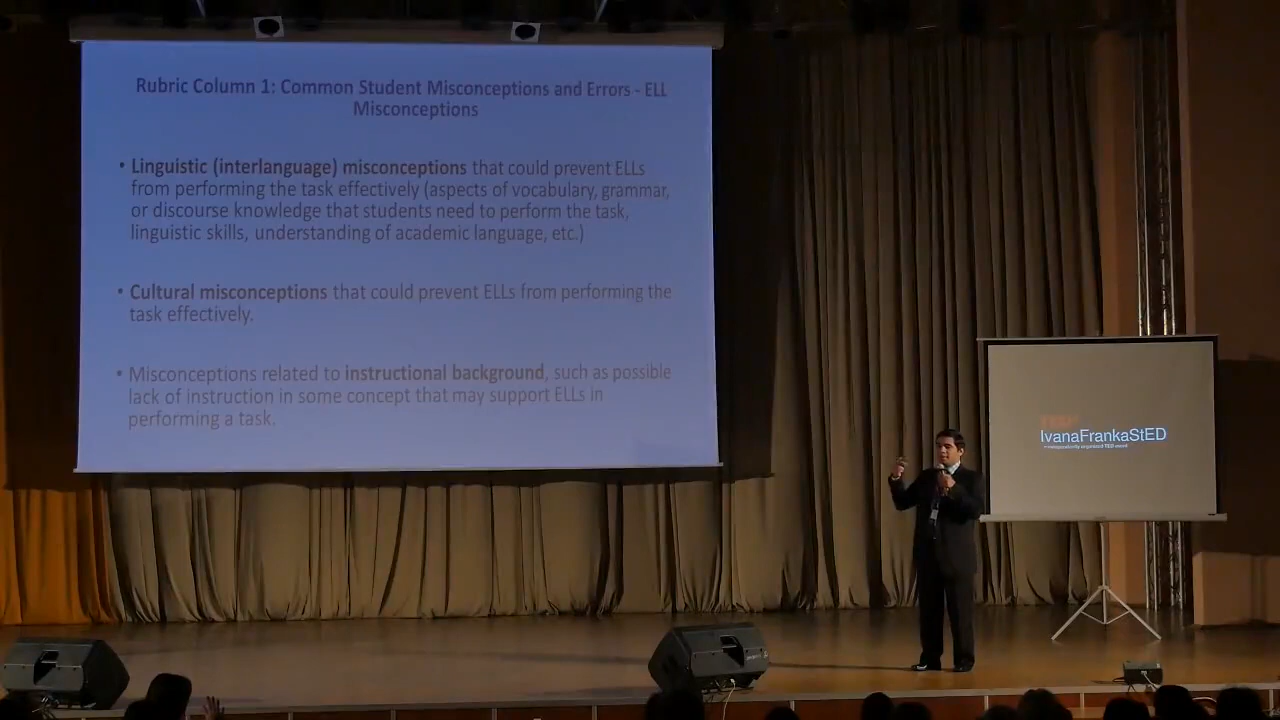 Rubric Column 1: Common Student Misconceptions and Errors - ELL
Misconceptions
• Linguistic (interlanguage) misconceptions that could prevent ELLs
from performing the task effectively (aspects of vocabulary, grammar,
or discourse knowledge that students need to perform the task,
linguistic skills, understanding of academic language, etc.)
• Cultural misconceptions that could prevent ELLs from performing the
task effectively.
• Misconceptions related to instructional background, such as possible
lack of instruction in some concept that may support ELLs in
performing a task.
IvanaFrankaStED
independently organized TED event